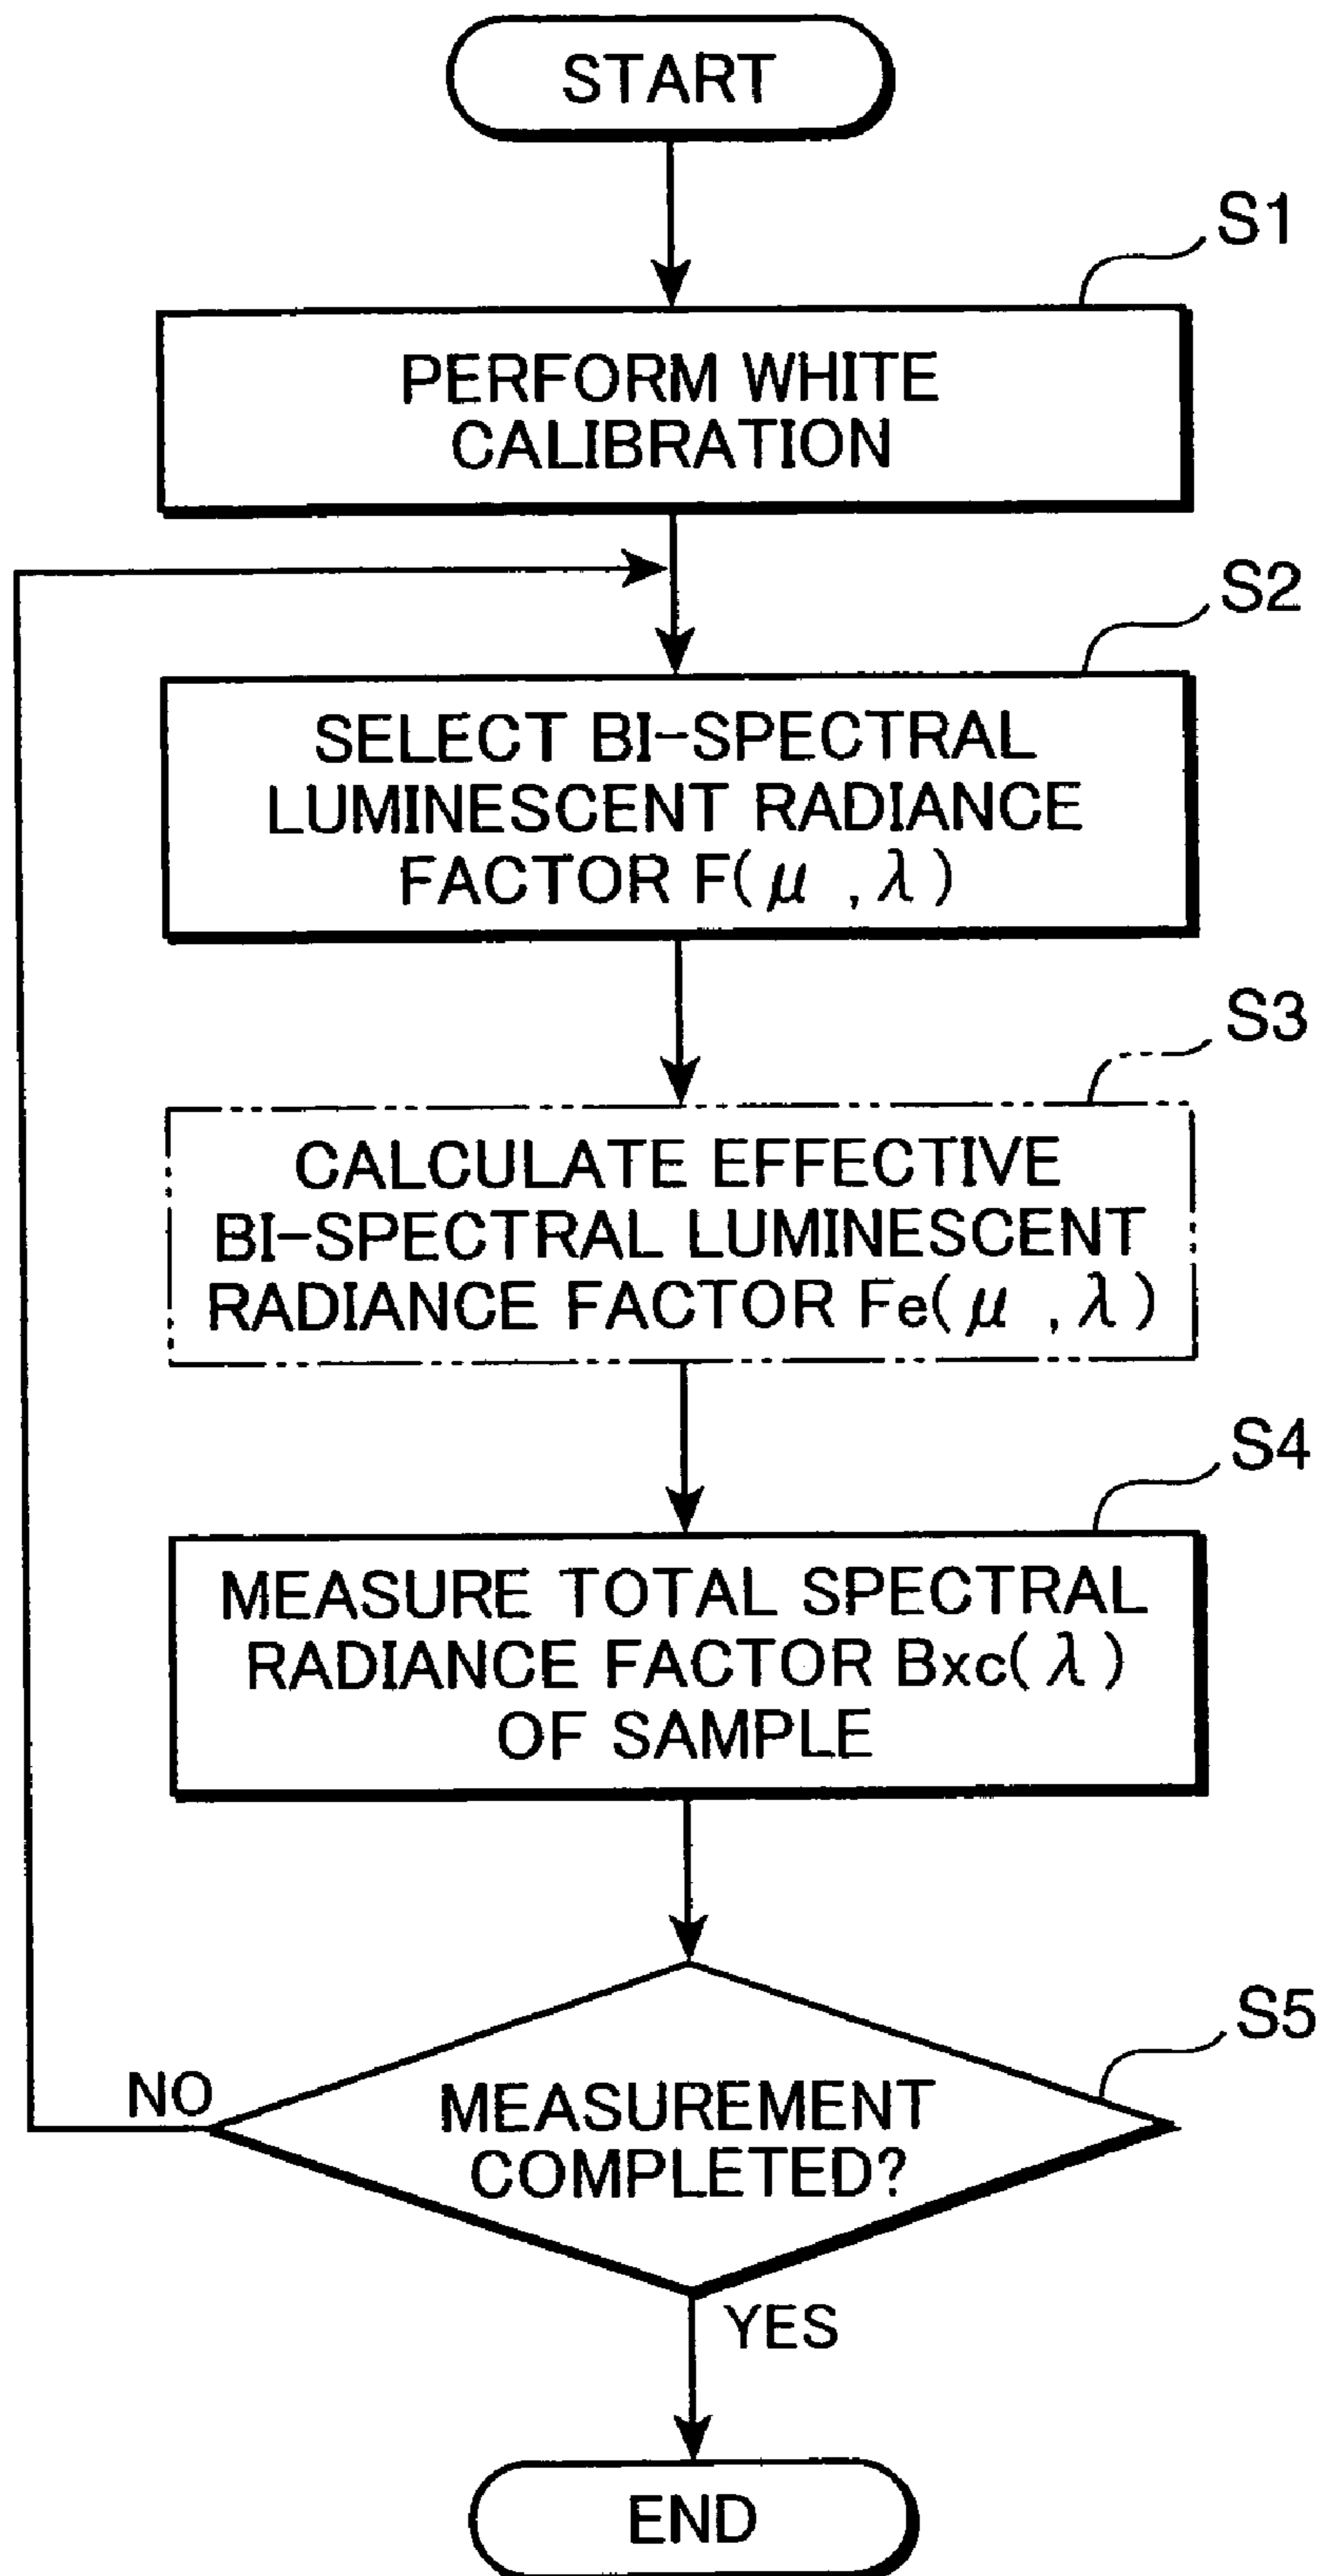 START
S1
PERFORM WHITE
CALIBRATION
S2
SELECT BI-SPECTRAL
LUMINESCENT RADIANCE
FACTOR F(μ ,λ)
S3
CALCULATE EFFECTIVE
BI-SPECTRAL LUMINESCENT
RADIANCE FACTOR Fe(μ ,λ)
S4
MEASURE TOTAL SPECTRAL
RADIANCE FACTOR Bxc(λ)
OF SAMPLE
S5
NO
MEASUREMENT
COMPLETED?
YES
END